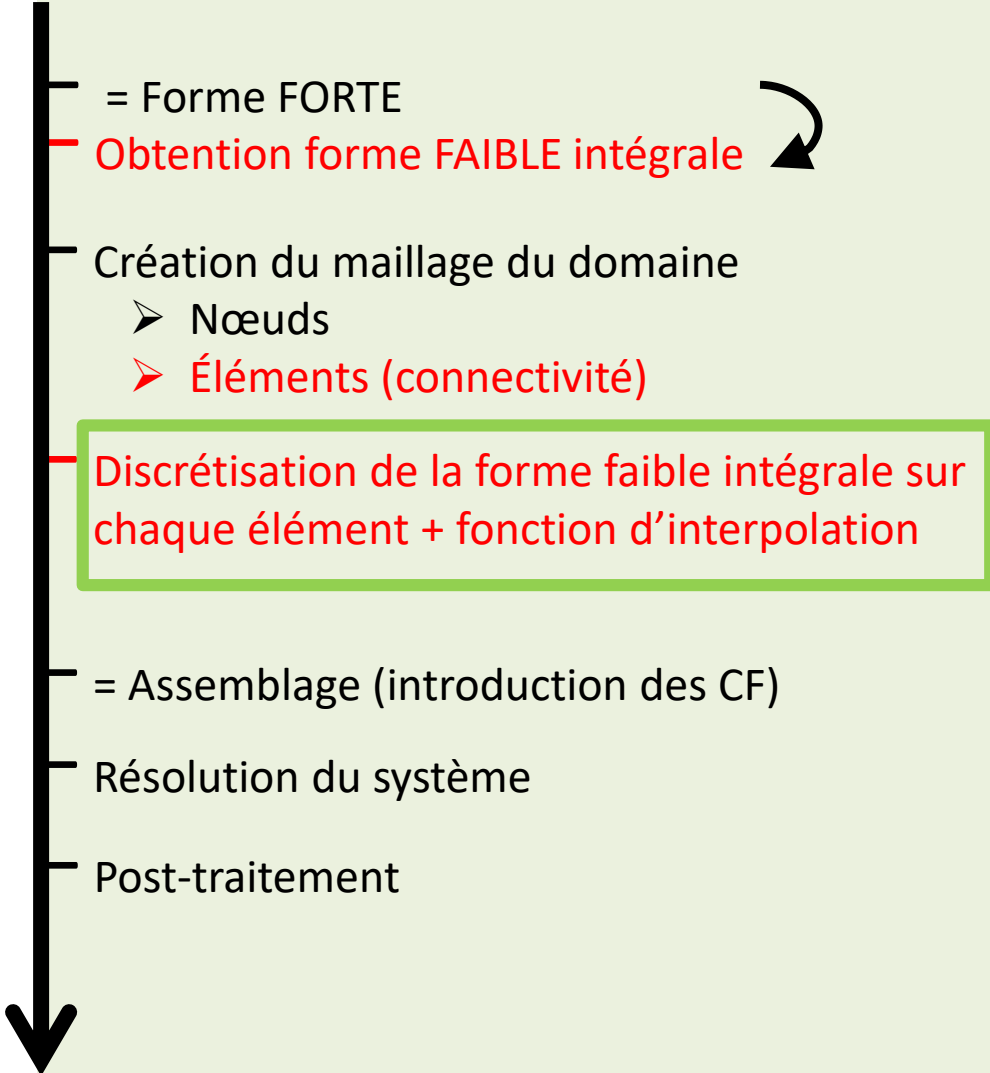 = Forme FORTE
Obtention forme FAIBLE intégrale
Création du maillage du domaine
➢ Nœuds
➢ Éléments (connectivité)
Discrétisation de la forme faible intégrale sur
chaque élément + fonction d’interpolation
= Assemblage (introduction des CF)
Résolution du système
Post-traitement